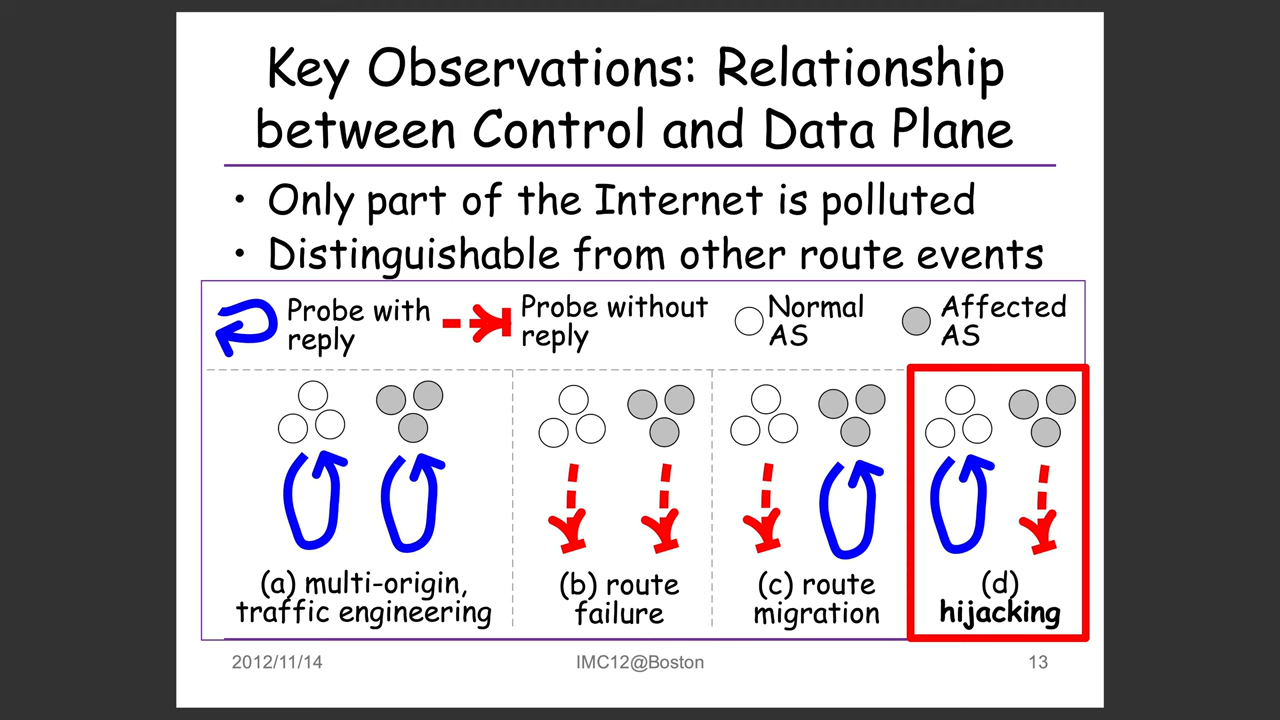 Key Observations: Relationship
between Control and Data Plane
• Only part of the Internet is polluted
• Distinguishable from other route events
Probe with
reply
Probe without
reply
Normal
AS
Affected
AS
(a) multi-origin,
traffic engineering
(b) route
failure
(c) route
migration
(d)
hijacking
2012/11/14
IMC12@Boston
13